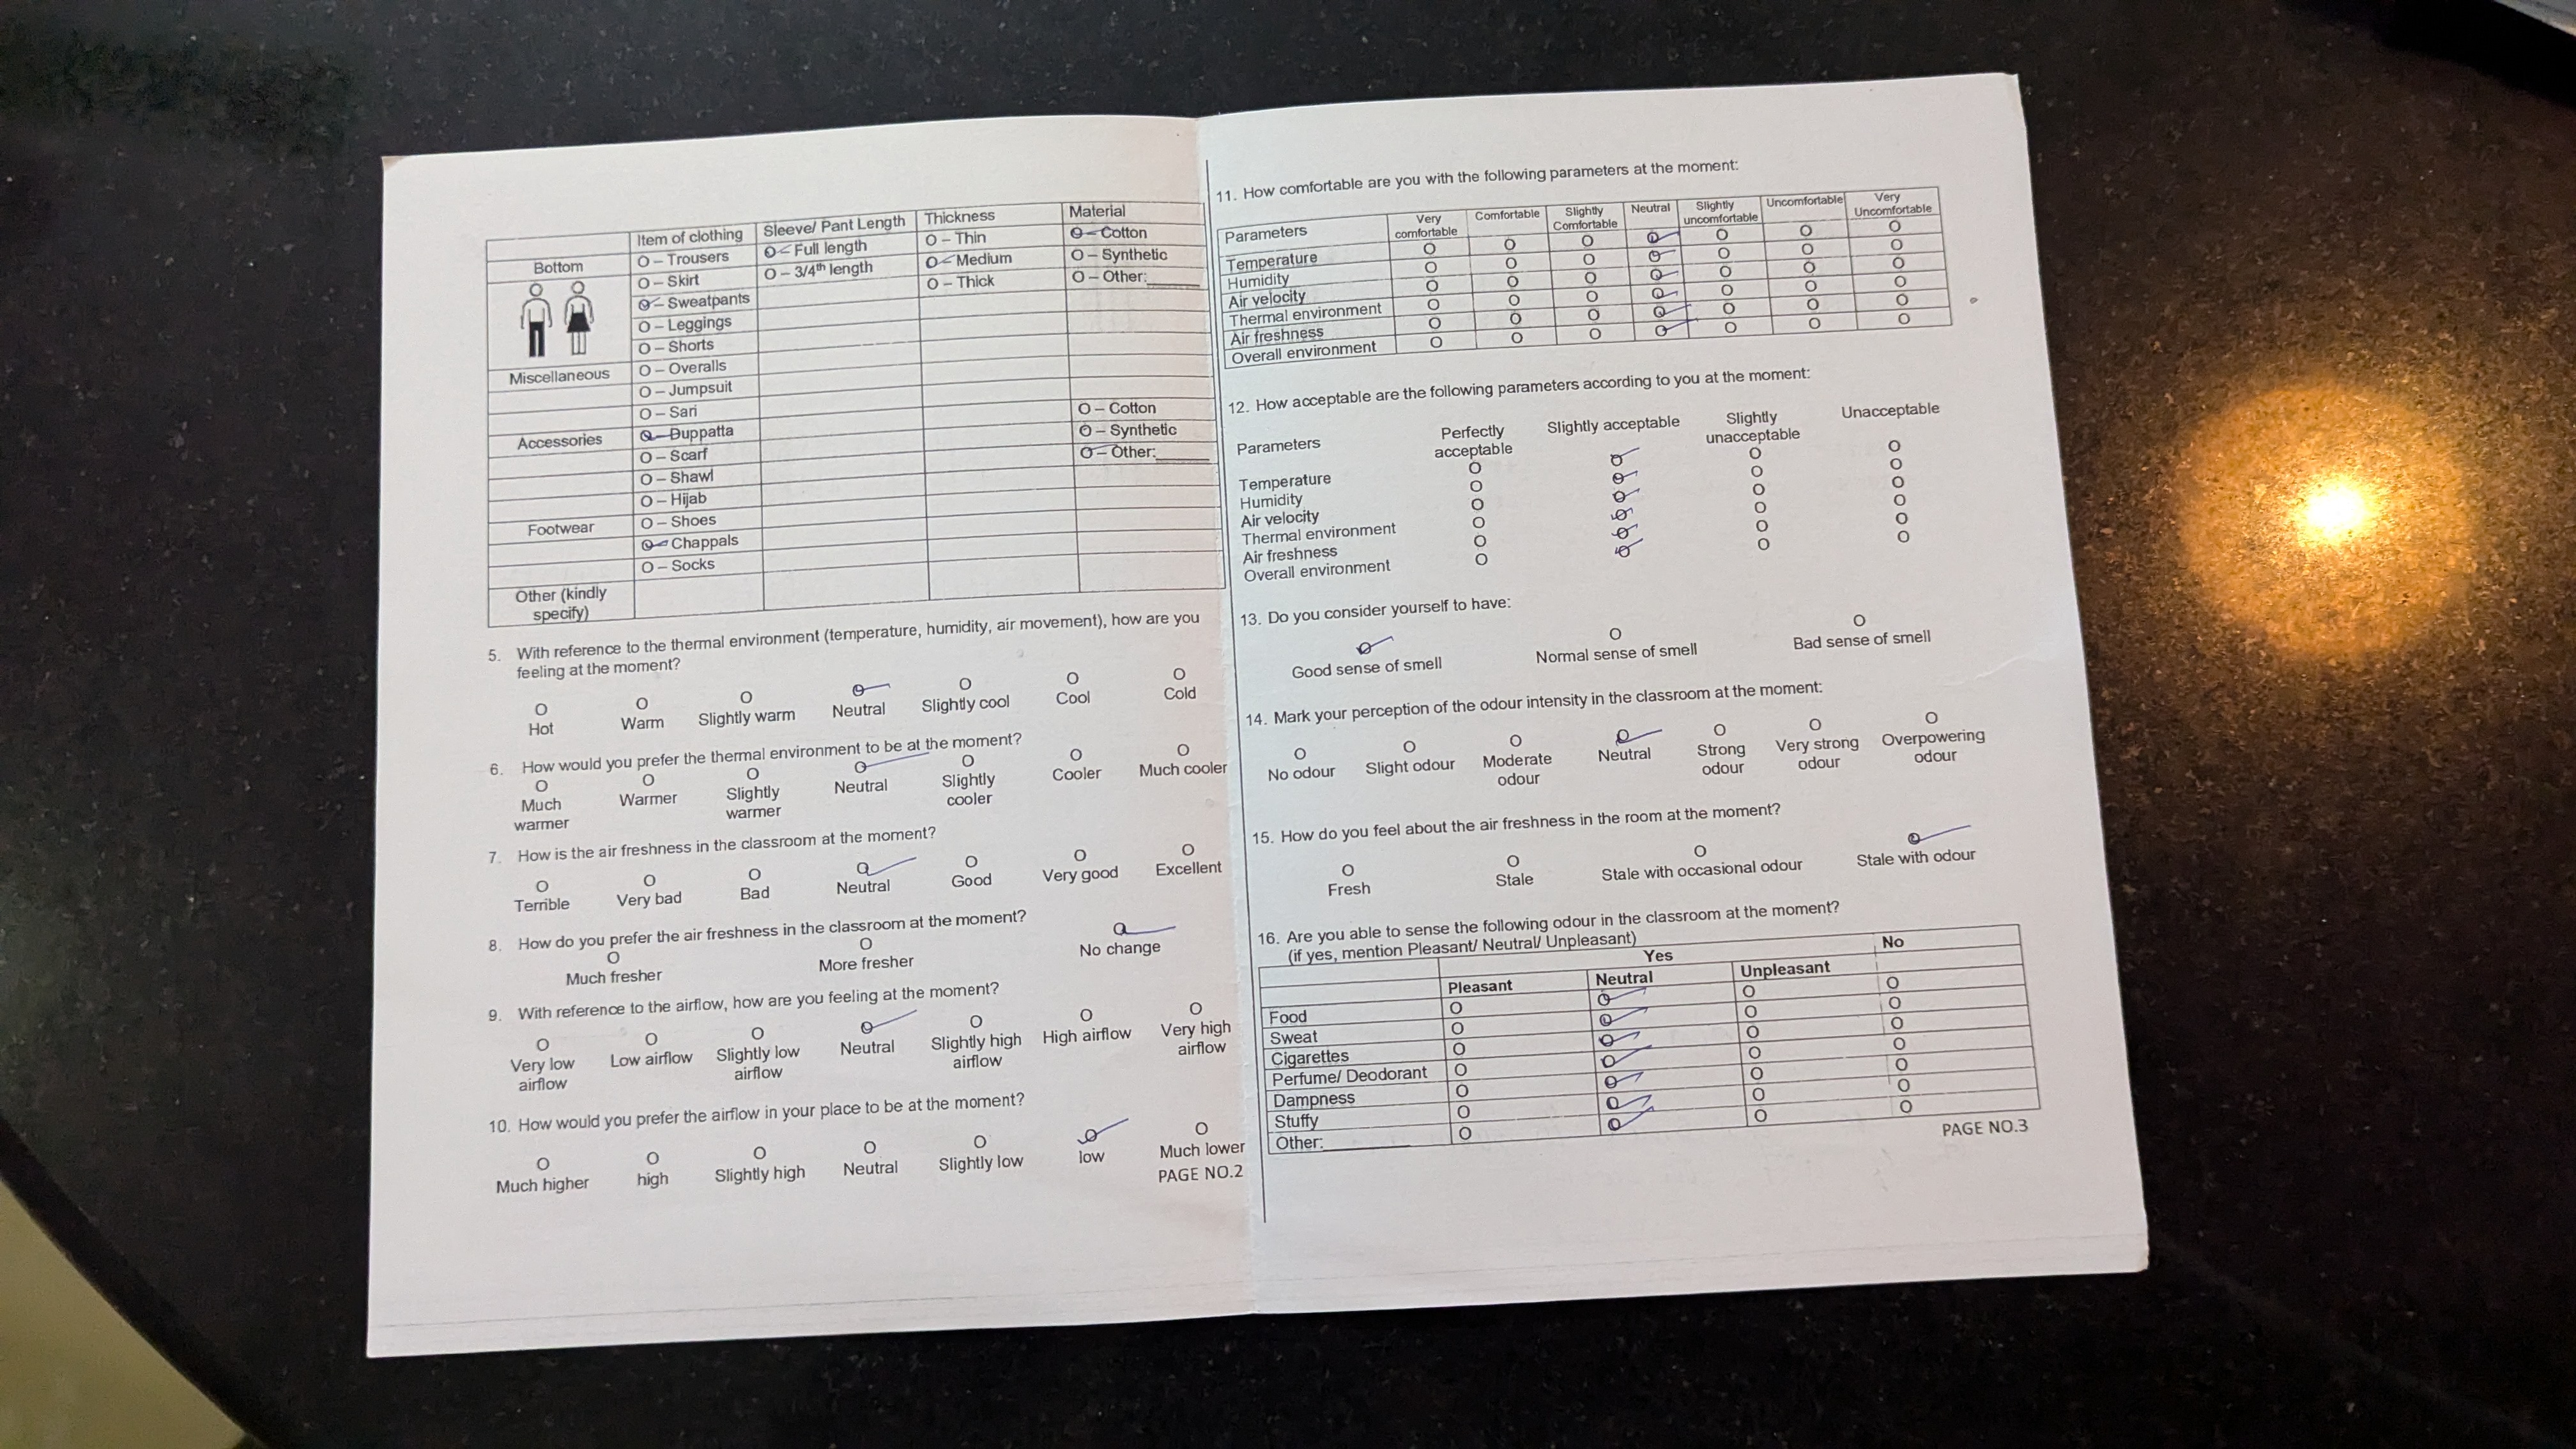 Item of clothing Sleeve/ Pant Length Thickness Material
Bottom O – Trousers O – Full length O – Thin O – Cotton
O – Skirt O – 3/4th length O – Medium O – Synthetic
O – Sweatpants O – Thick O – Other:______
O – Leggings
O – Shorts
Miscellaneous O – Overalls
O – Jumpsuit
O – Sari O – Cotton
Accessories O – Duppatta O – Synthetic
O – Scarf O – Other:______
O – Shawl
O – Hijab
Footwear O – Shoes
O – Chappals
O – Socks
Other (kindly
specify)
5. With reference to the thermal environment (temperature, humidity, air movement), how are you
feeling at the moment?
O O O O O O O
Hot Warm Slightly warm Neutral Slightly cool Cool Cold
6. How would you prefer the thermal environment to be at the moment?
O O O O O O O
Much Warmer Slightly Neutral Slightly Cooler Much cooler
warmer warmer cooler
7. How is the air freshness in the classroom at the moment?
O O O O O O O
Terrible Very bad Bad Neutral Good Very good Excellent
8. How do you prefer the air freshness in the classroom at the moment?
O O O
Much fresher More fresher No change
9. With reference to the airflow, how are you feeling at the moment?
O O O O O O O
Very low Low airflow Slightly low Neutral Slightly high High airflow Very high
airflow airflow airflow airflow
10. How would you prefer the airflow in your place to be at the moment?
O O O O O O O
Much higher high Slightly high Neutral Slightly low low Much lower
PAGE NO.2
11. How comfortable are you with the following parameters at the moment:
Parameters Very Comfortable Slightly Neutral Slightly Uncomfortable Very
comfortable Comfortable uncomfortable Uncomfortable
Temperature O O O O O O O
Humidity O O O O O O O
Air velocity O O O O O O O
Thermal environment O O O O O O O
Air freshness O O O O O O O
Overall environment O O O O O O O
12. How acceptable are the following parameters according to you at the moment:
Parameters Perfectly Slightly acceptable Slightly Unacceptable
acceptable unacceptable
Temperature O O O O
Humidity O O O O
Air velocity O O O O
Thermal environment O O O O
Air freshness O O O O
Overall environment O O O O
13. Do you consider yourself to have:
O O O
Good sense of smell Normal sense of smell Bad sense of smell
14. Mark your perception of the odour intensity in the classroom at the moment:
O O O O O O O
No odour Slight odour Moderate Neutral Strong Very strong Overpowering
odour odour odour odour
15. How do you feel about the air freshness in the room at the moment?
O O O O
Fresh Stale Stale with occasional odour Stale with odour
16. Are you able to sense the following odour in the classroom at the moment?
(if yes, mention Pleasant/ Neutral/ Unpleasant)
Yes No
Pleasant Neutral Unpleasant
Food O O O O
Sweat O O O O
Cigarettes O O O O
Perfume/ Deodorant O O O O
Dampness O O O O
Stuffy O O O O
Other:__________ O O O O
PAGE NO.3